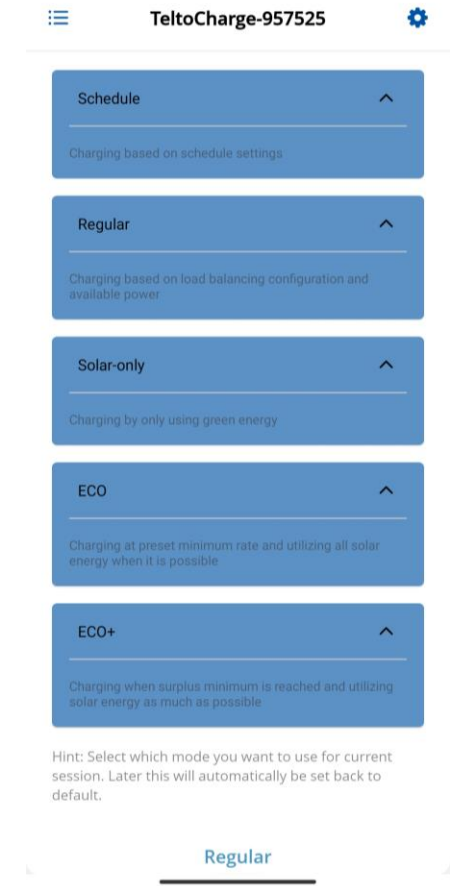 TeltoCharge-957525
Schedule
Charging based on schedule settings
Regular
Charging based on load balancing configuration and
available power
Solar-only
Charging by only using green energy
ECO
Charging at preset minimum rate and utilizing all solar
energy when it is possible
ECO+
Charging when surplus minimum is reached and utilizing
solar energy as much as possible
Hint: Select which mode you want to use for current
session. Later this will automatically be set back to
default.
Regular